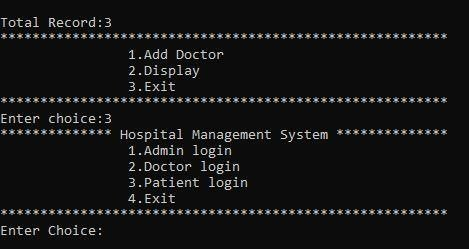 Total Record:3
********************************************************
1.Add Doctor
2.Display
3.Exit
********************************************************
Enter choice:3
************** Hospital Management System **************
1.Admin login
2.Doctor login
3.Patient login
4.Exit
********************************************************
Enter Choice: